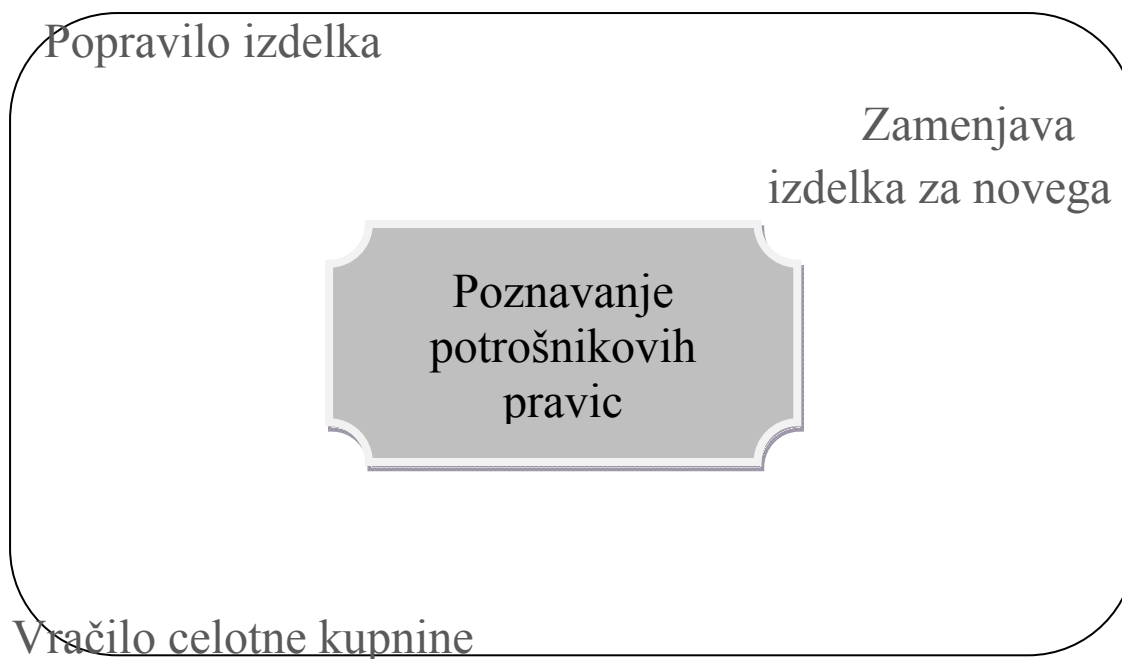 Popravilo izdelka
Zamenjava
izdelka za novega
Poznavanje
potrošnikovih
pravic
Vračilo celotne kupnine